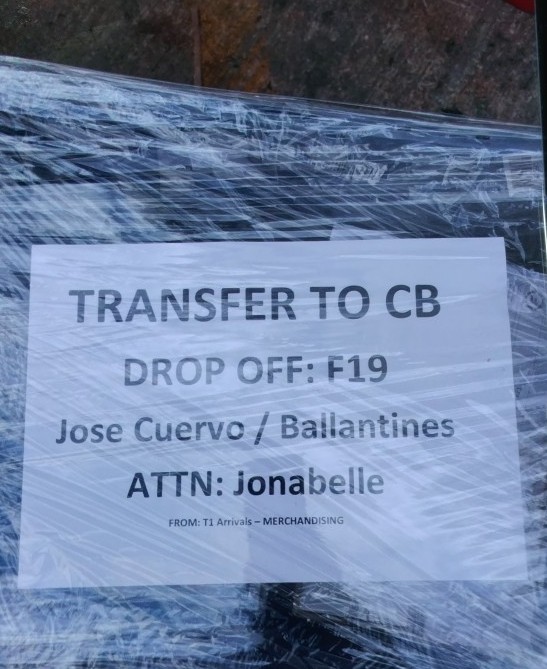 TRANSFER TO CB
DROP OFF: F19
Jose Cuervo / Ballantines
ATTN: Jonabelle
FROM: T1 Arrivals – MERCHANDISING